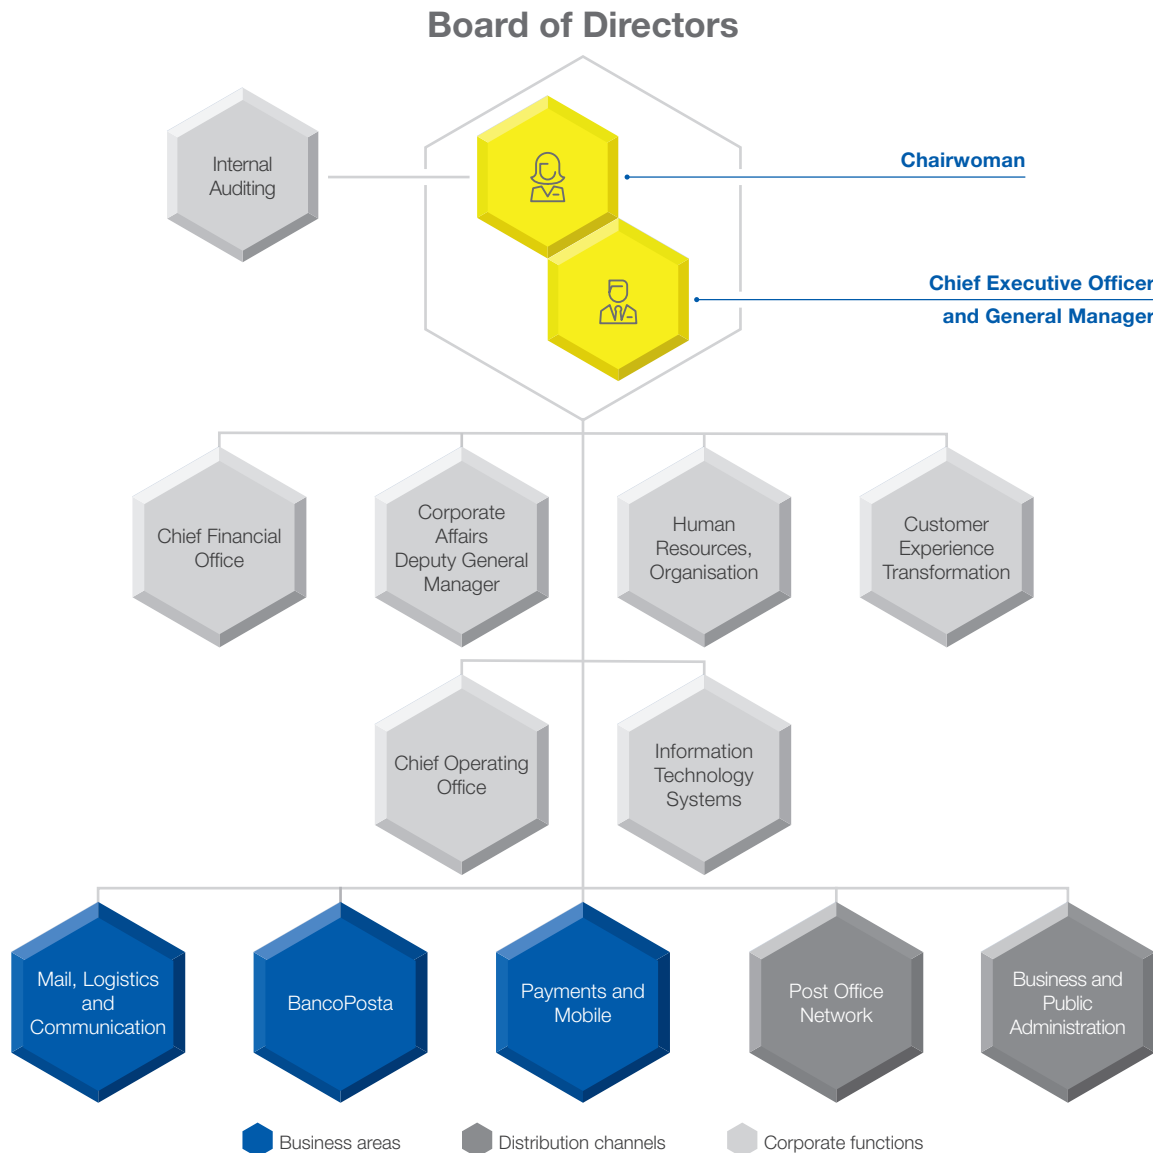 Board of Directors
Internal
Auditing
Chairwoman
Chief Executive Officer
and General Manager
Chief Financial
Office
Corporate
Affairs
Deputy General
Manager
Human
Resources,
Organisation
Customer
Experience
Transformation
Chief Operating
Office
Information
Technology
Systems
Mail, Logistics
and
Communication
BancoPosta
Payments and
Mobile
Post Office
Network
Business and
Public
Administration
Business areas
Distribution channels
Corporate functions